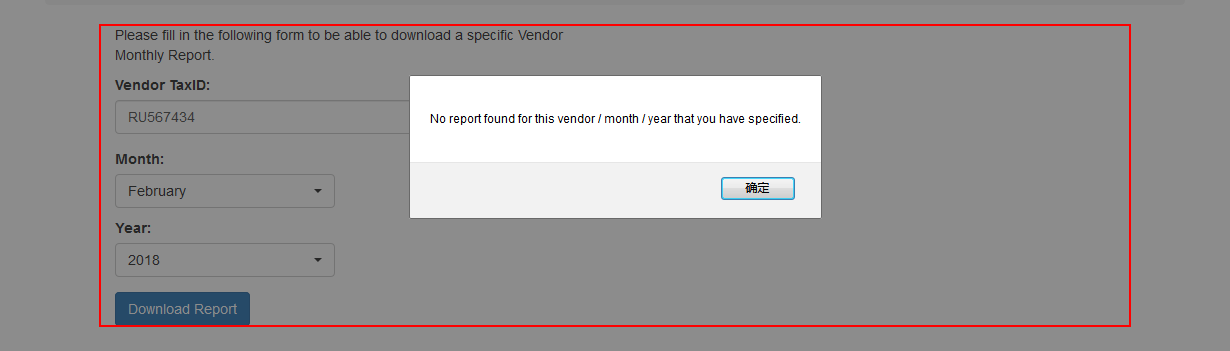 Please fill in the following form to be able to download a specific Vendor
Monthly Report.
Vendor TaxID:
RU567434
No report found for this vendor / month / year that you have specified.
确定
Month:
February
Year:
2018
Download Report